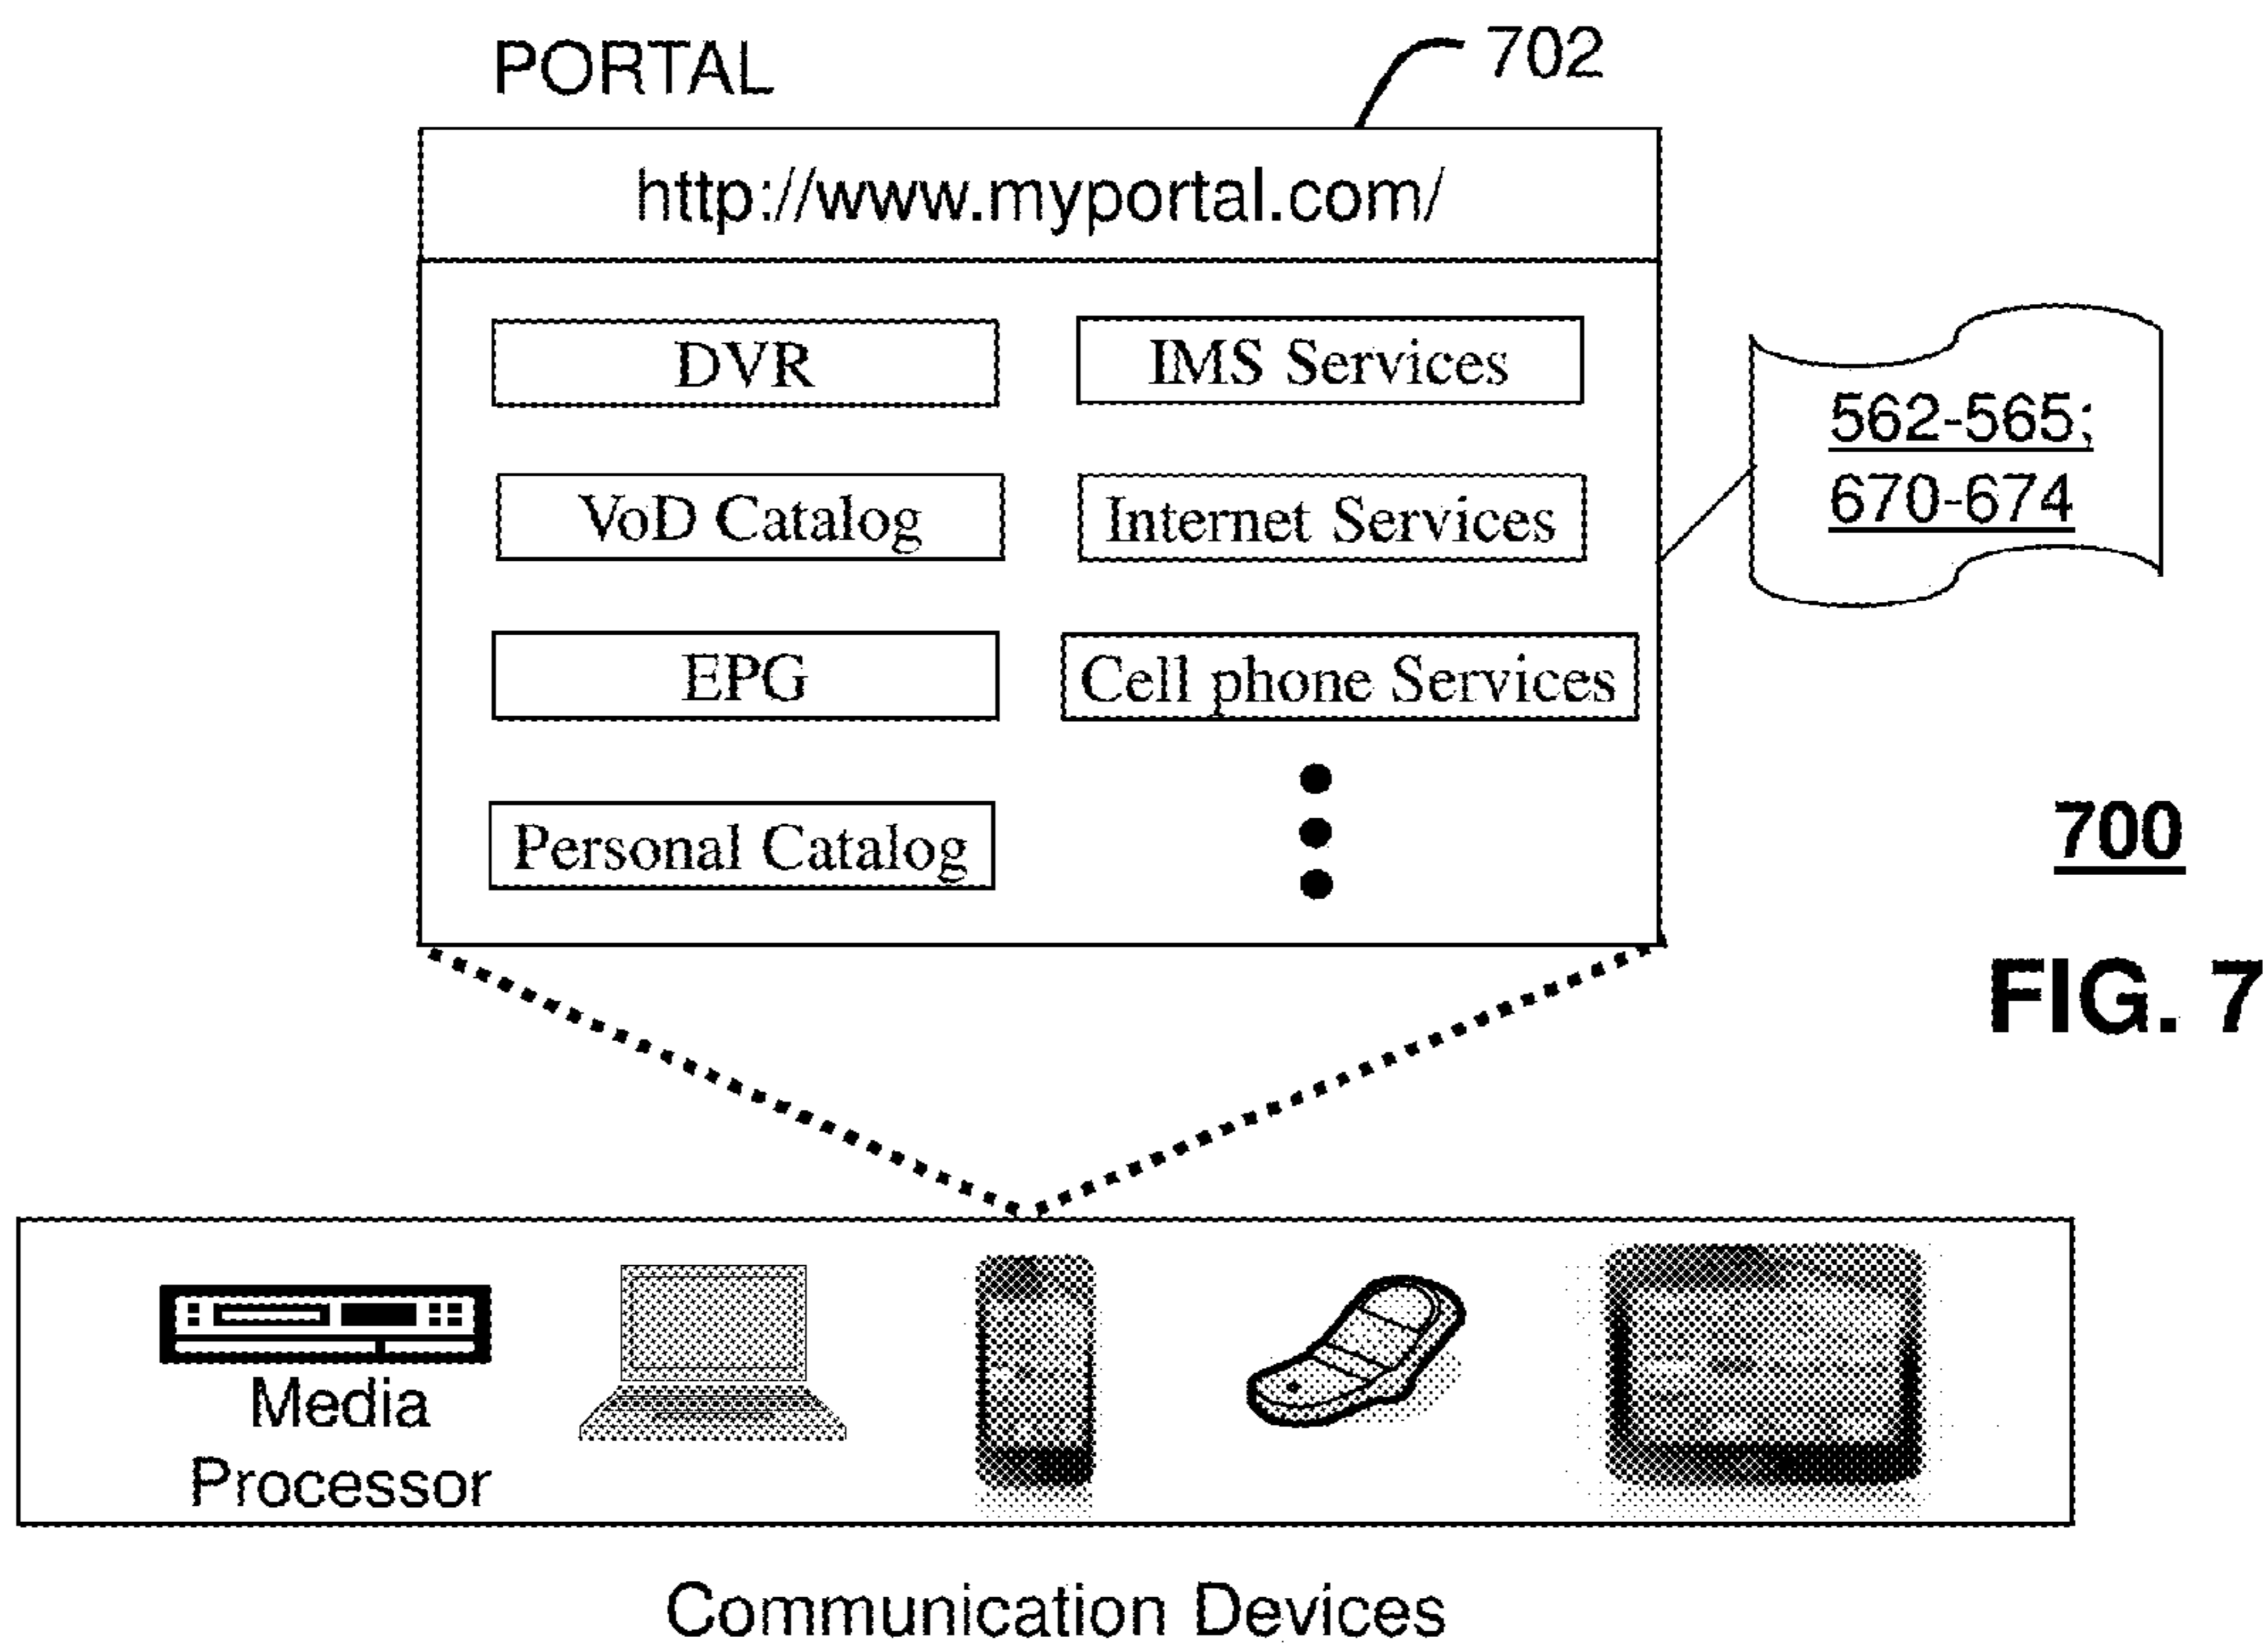 PORTAL
702
http://www.myportal.com/
DVR
IMS Services
VoD Catalog
Internet Services
EPG
Cell phone Services
Personal Catalog
562-565;
670-674
700
FIG. 7
Media
Processor
Communication Devices